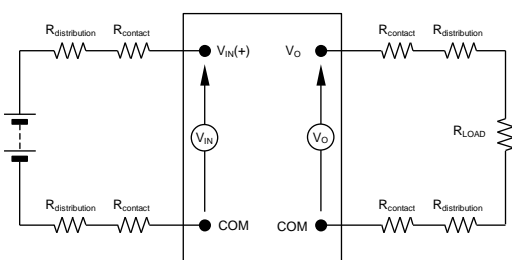 R_distribution R_contact V_IN(+) V_O R_contact R_distribution
V_IN V_O R_LOAD
R_distribution R_contact COM COM R_contact R_distribution